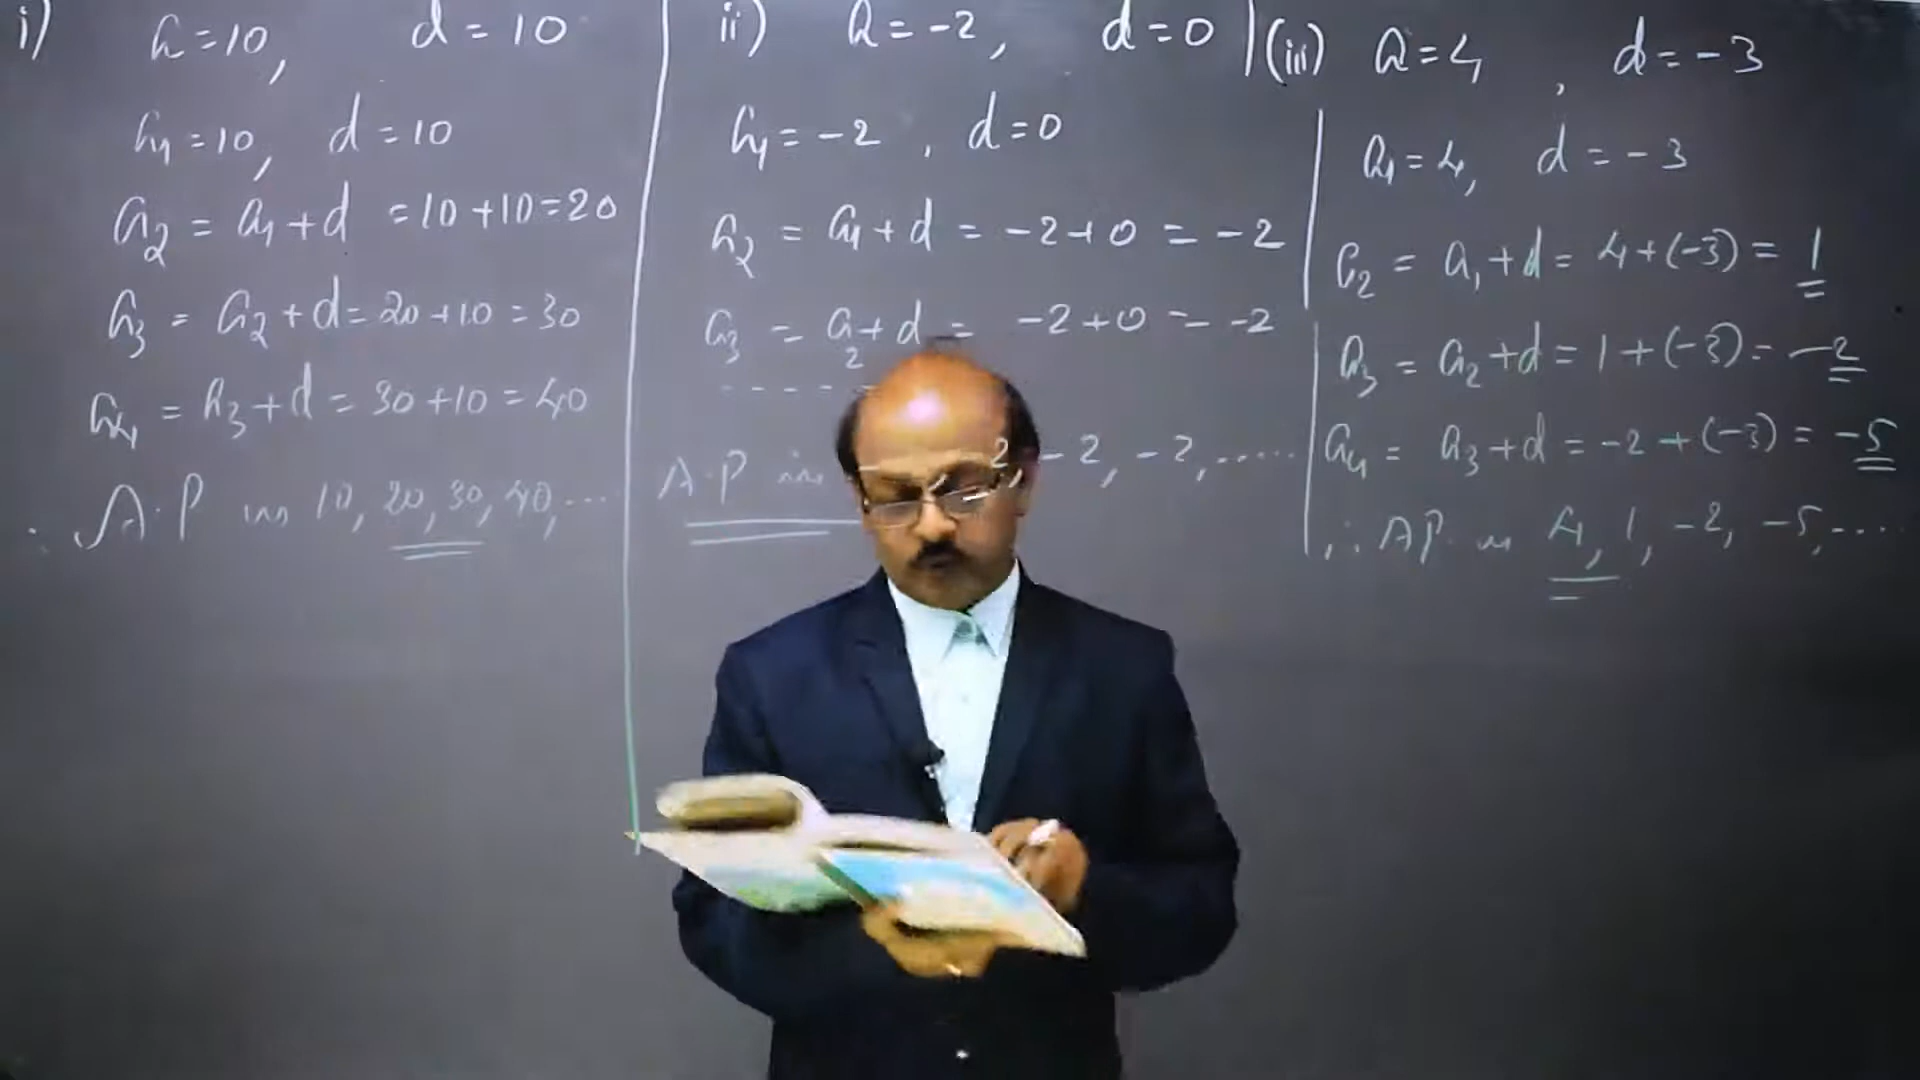 i) a = 10, d = 10
a1 = 10, d = 10
a2 = a1 + d = 10 + 10 = 20
a3 = a2 + d = 20 + 10 = 30
a4 = a3 + d = 30 + 10 = 40
∴ A.P is 10, 20, 30, 40, ....
ii) a = -2, d = 0
a1 = -2, d = 0
a2 = a1 + d = -2 + 0 = -2
a3 = a2 + d = -2 + 0 = -2
- - - - -
A.P is 2, -2, -2, .....
(iii) a = 4, d = -3
a1 = 4, d = -3
a2 = a1 + d = 4 + (-3) = 1
a3 = a2 + d = 1 + (-3) = -2
a4 = a3 + d = -2 + (-3) = -5
∴ AP is 4, 1, -2, -5, ....